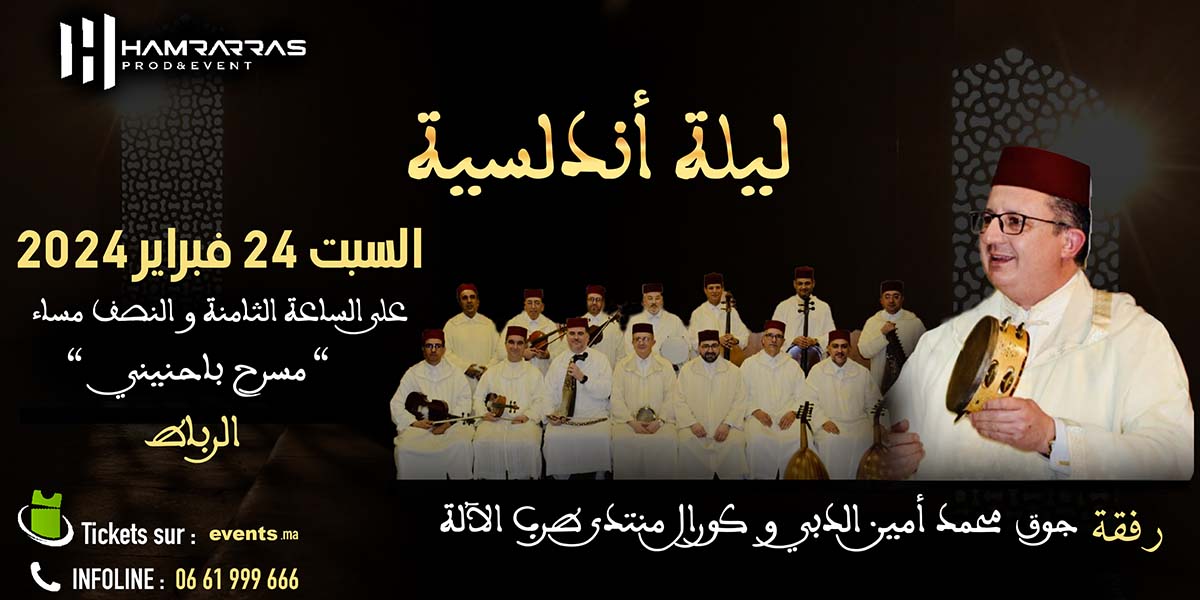 HAMRARRAS
PROD&EVENT
ليلة أندلسية
السبت 24 فبراير 2024
على الساعة الثامنة و النصف مساء
“مسرح باحنيني“
الرباط
رفقة جوق محمد أمين الدبي و كورال منتدى طرب الآلة
Tickets sur : events.ma
INFOLINE : 06 61 999 666